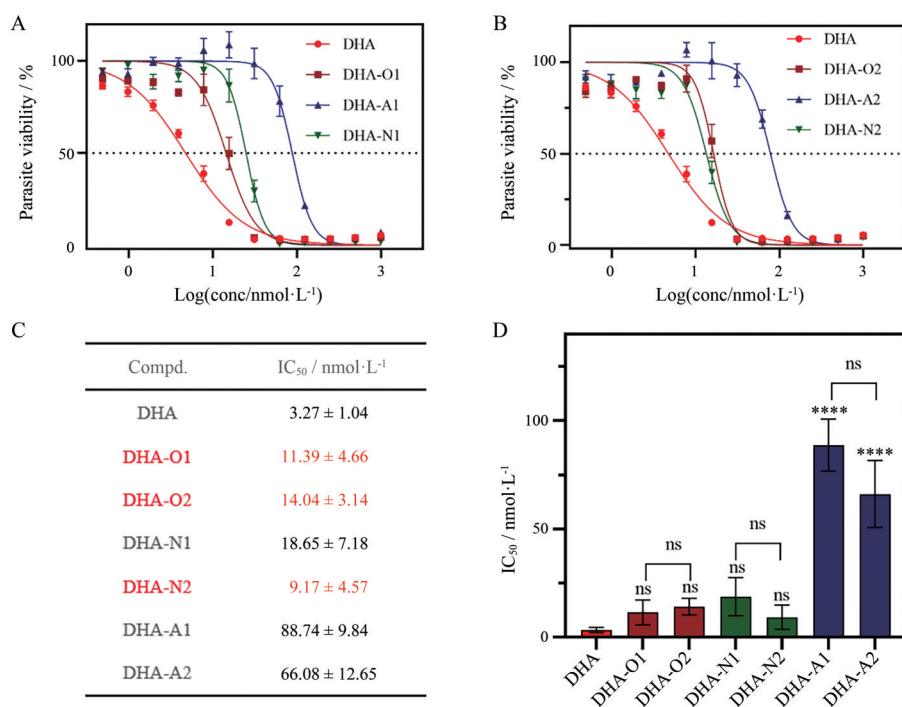 A
Parasite viability / %
100
50
0
DHA
DHA-O1
DHA-A1
DHA-N1
0
1
2
3
Log(conc/nmol·L⁻¹)
B
Parasite viability / %
100
50
0
DHA
DHA-O2
DHA-A2
DHA-N2
0
1
2
3
Log(conc/nmol·L⁻¹)
C
Compd. IC₅₀ / nmol·L⁻¹
DHA 3.27 ± 1.04
DHA-O1 11.39 ± 4.66
DHA-O2 14.04 ± 3.14
DHA-N1 18.65 ± 7.18
DHA-N2 9.17 ± 4.57
DHA-A1 88.74 ± 9.84
DHA-A2 66.08 ± 12.65
D
IC₅₀ / nmol·L⁻¹
100
50
0
ns
****
****
ns
ns
ns
ns
ns
ns
DHA
DHA-O1
DHA-O2
DHA-N1
DHA-N2
DHA-A1
DHA-A2